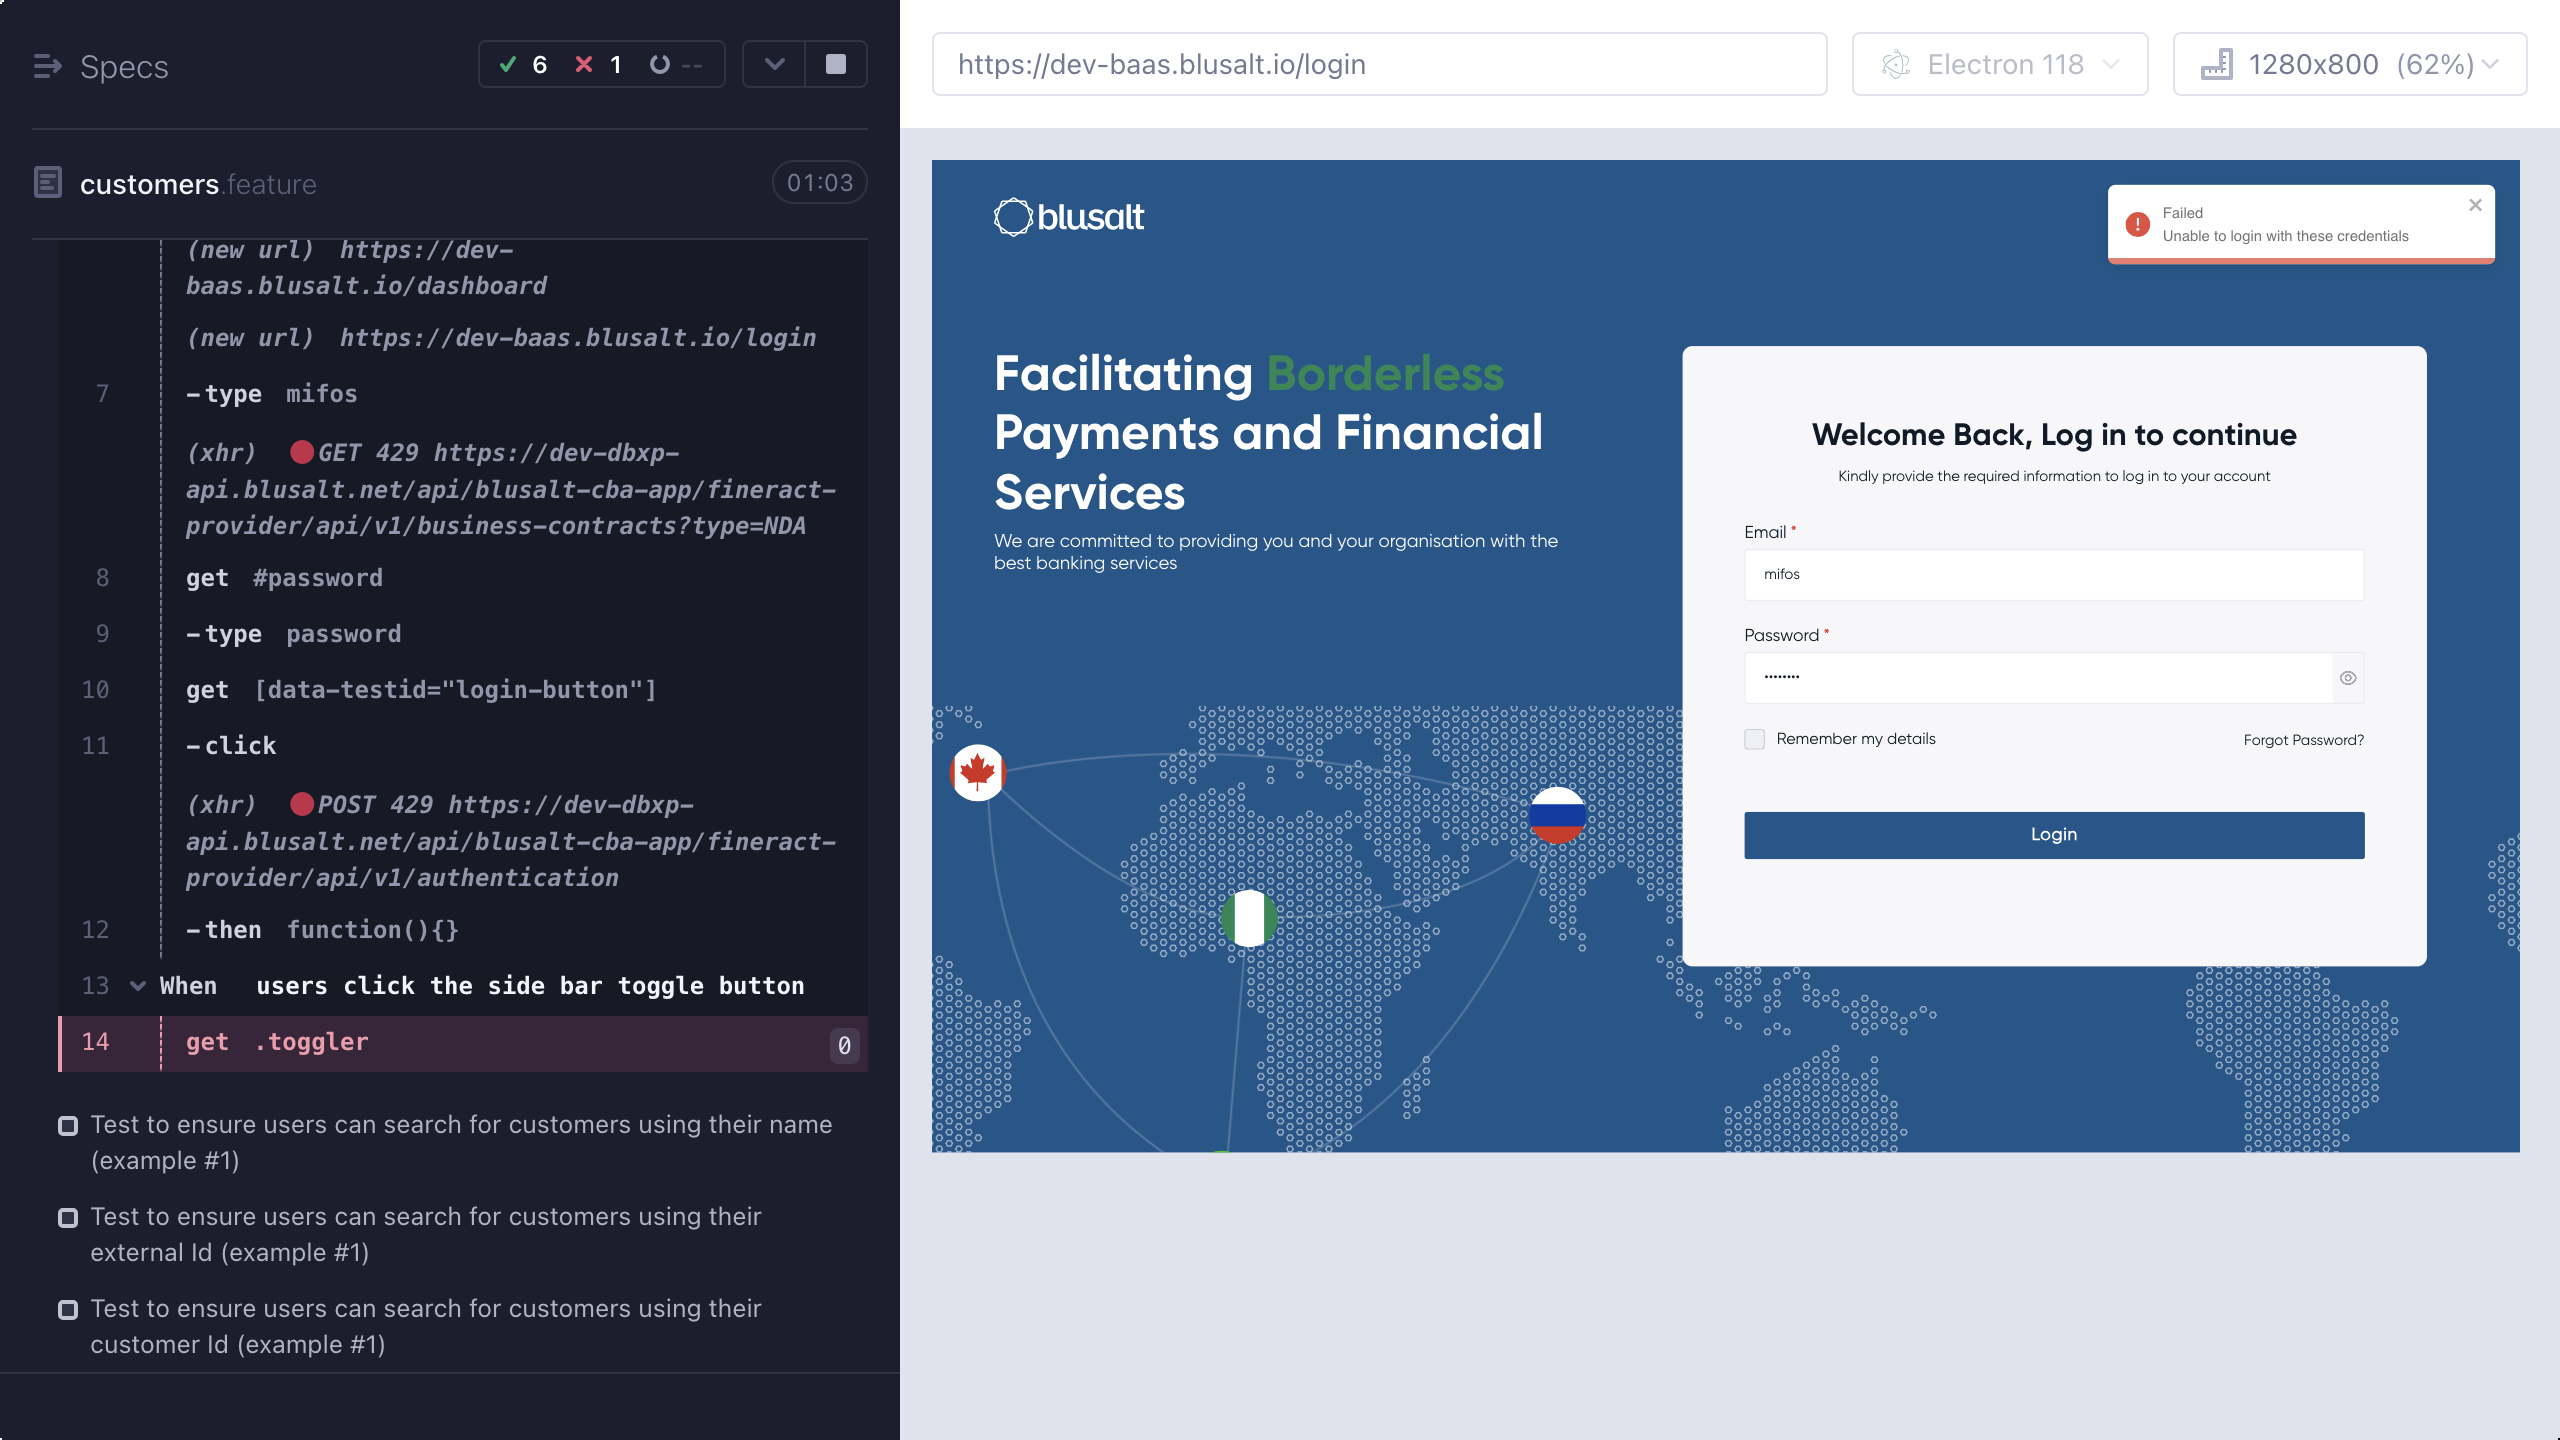 Specs
6
1
--
customers.feature
01:03
(new url) https://dev-
baas.blusalt.io/dashboard
(new url) https://dev-baas.blusalt.io/login
7 -type mifos
(xhr) GET 429 https://dev-dbxp-
api.blusalt.net/api/blusalt-cba-app/fineract-
provider/api/v1/business-contracts?type=NDA
8 get #password
9 -type password
10 get [data-testid="login-button"]
11 -click
(xhr) POST 429 https://dev-dbxp-
api.blusalt.net/api/blusalt-cba-app/fineract-
provider/api/v1/authentication
12 -then function(){}
13 When users click the side bar toggle button
14 get .toggler 0
Test to ensure users can search for customers using their name
(example #1)
Test to ensure users can search for customers using their
external Id (example #1)
Test to ensure users can search for customers using their
customer Id (example #1)
https://dev-baas.blusalt.io/login
Electron 118
1280x800 (62%)
blusalt
Failed
Unable to login with these credentials
Facilitating Borderless
Payments and Financial
Services
We are committed to providing you and your organisation with the
best banking services
Welcome Back, Log in to continue
Kindly provide the required information to log in to your account
Email *
mifos
Password *
••••••••
Remember my details
Forgot Password?
Login